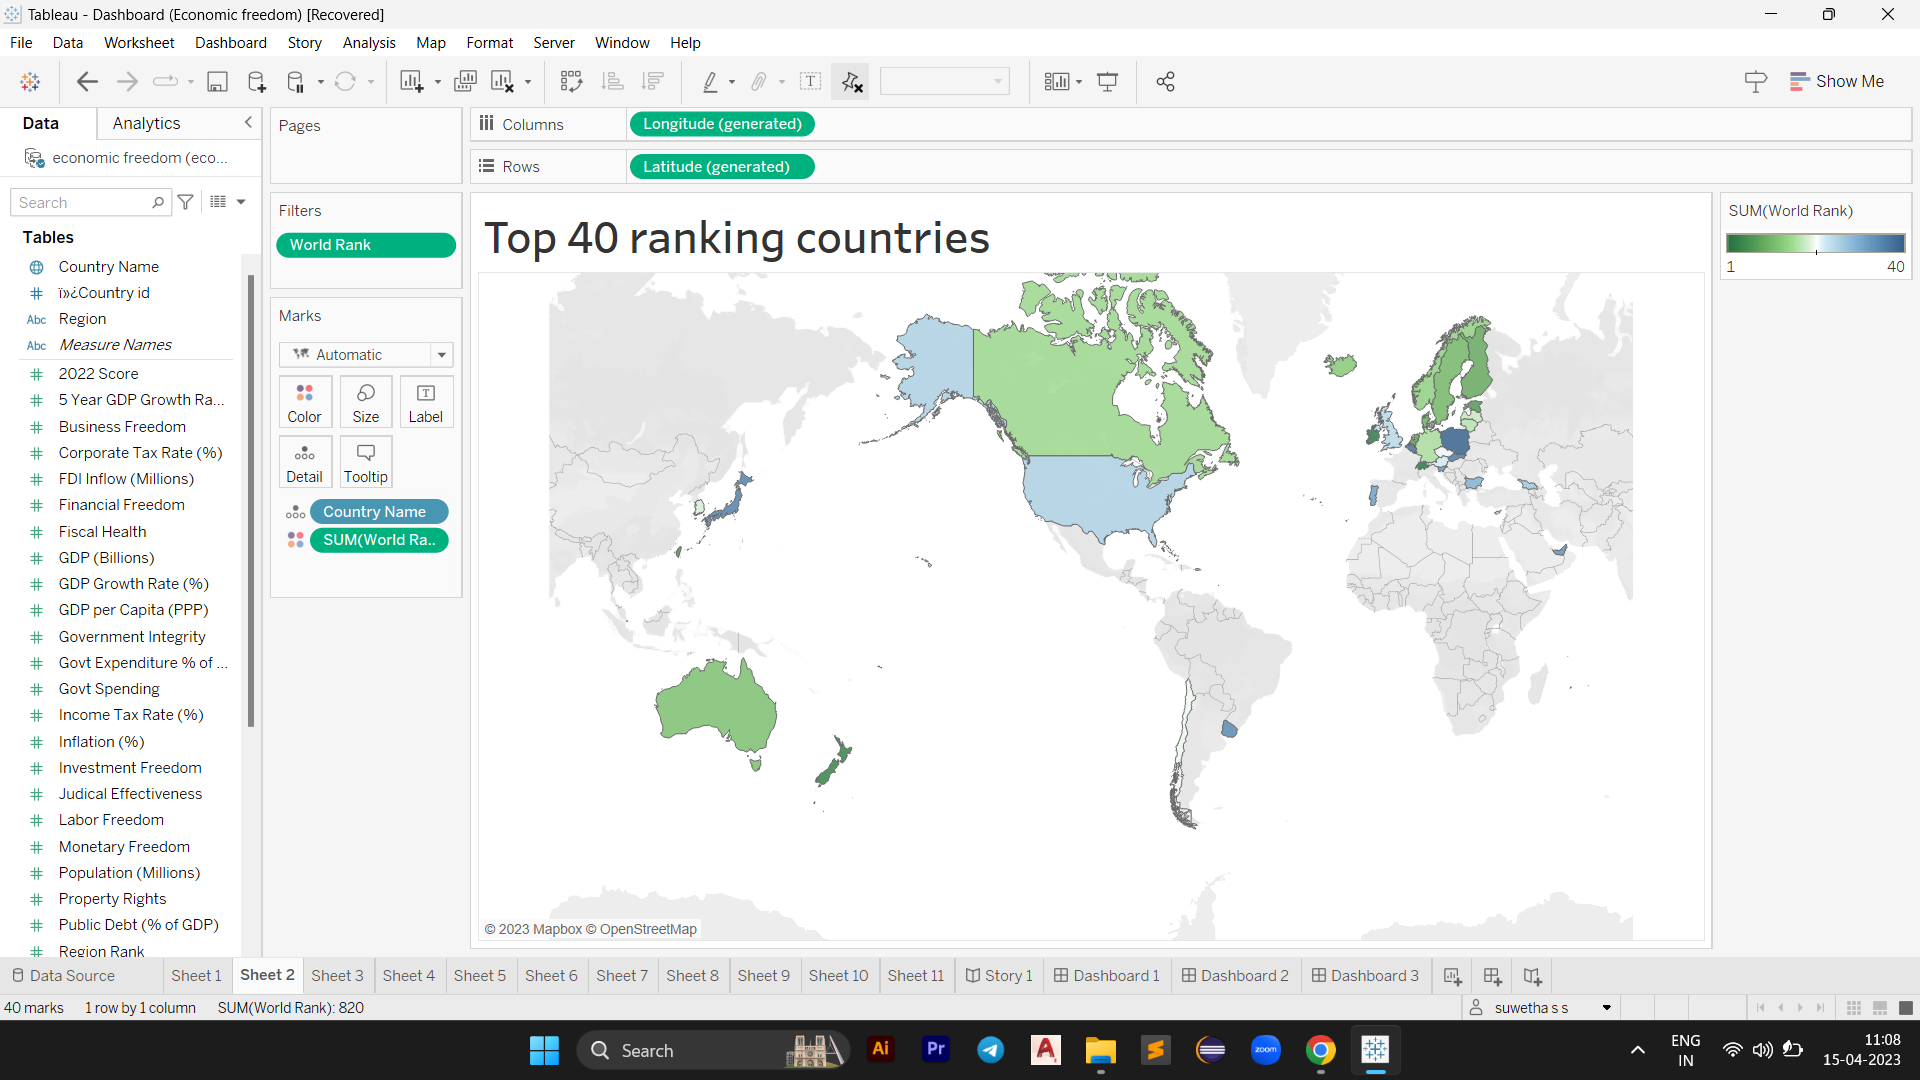 Tableau - Dashboard (Economic freedom) [Recovered]
File Data Worksheet Dashboard Story Analysis Map Format Server Window Help
Show Me
Data Analytics
economic freedom (eco...
Search
Tables
Country Name
ï»¿Country id
Abc Region
Abc Measure Names
2022 Score
5 Year GDP Growth Ra...
Business Freedom
Corporate Tax Rate (%)
FDI Inflow (Millions)
Financial Freedom
Fiscal Health
GDP (Billions)
GDP Growth Rate (%)
GDP per Capita (PPP)
Government Integrity
Govt Expenditure % of ...
Govt Spending
Income Tax Rate (%)
Inflation (%)
Investment Freedom
Judical Effectiveness
Labor Freedom
Monetary Freedom
Population (Millions)
Property Rights
Public Debt (% of GDP)
Region Rank
Pages
Filters
World Rank
Marks
Automatic
Color Size Label
Detail Tooltip
Country Name
SUM(World Ra..
Columns Longitude (generated)
Rows Latitude (generated)
Top 40 ranking countries
© 2023 Mapbox © OpenStreetMap
SUM(World Rank)
1 40
Data Source Sheet 1 Sheet 2 Sheet 3 Sheet 4 Sheet 5 Sheet 6 Sheet 7 Sheet 8 Sheet 9 Sheet 10 Sheet 11 Story 1 Dashboard 1 Dashboard 2 Dashboard 3
40 marks 1 row by 1 column SUM(World Rank): 820 suwetha s s
Search Ai Pr zoom
ENG
IN
11:08
15-04-2023